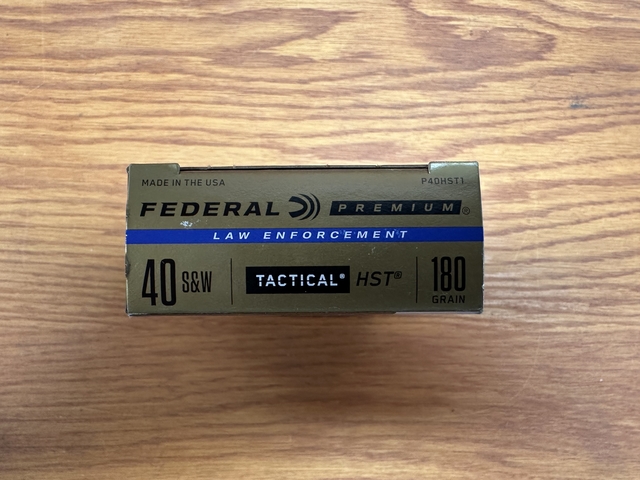 MADE IN THE USA P40HST1
FEDERAL PREMIUM®
LAW ENFORCEMENT
40 S&W TACTICAL® HST® 180
GRAIN